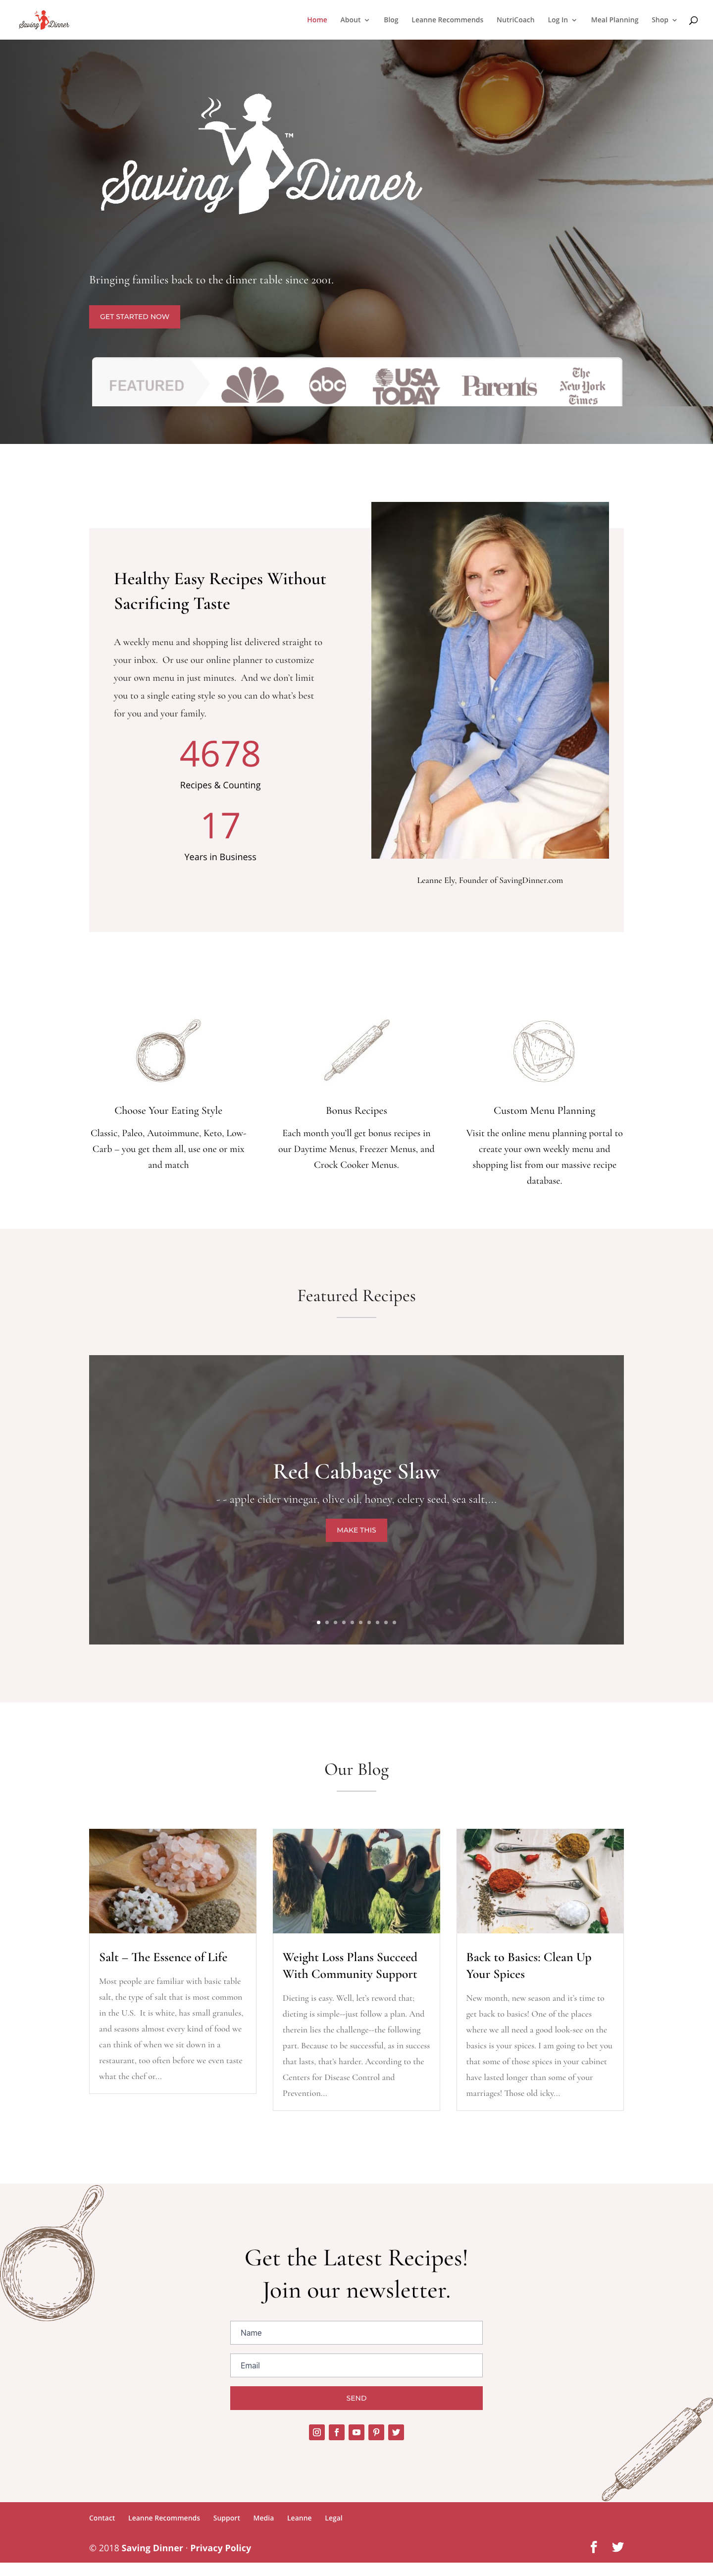 Saving Dinner
Home
About
Blog
Leanne Recommends
NutriCoach
Log In
Meal Planning
Shop
Saving Dinner ™
Bringing families back to the dinner table since 2001.
GET STARTED NOW
FEATURED
abc
USA
TODAY
Parents
The
New York
Times
Healthy Easy Recipes Without
Sacrificing Taste
A weekly menu and shopping list delivered straight to
your inbox.  Or use our online planner to customize
your own menu in just minutes.  And we don't limit
you to a single eating style so you can do what's best
for you and your family.
4678
Recipes & Counting
17
Years in Business
Leanne Ely, Founder of SavingDinner.com
Choose Your Eating Style
Classic, Paleo, Autoimmune, Keto, Low-
Carb – you get them all, use one or mix
and match
Bonus Recipes
Each month you'll get bonus recipes in
our Daytime Menus, Freezer Menus, and
Crock Cooker Menus.
Custom Menu Planning
Visit the online menu planning portal to
create your own weekly menu and
shopping list from our massive recipe
database.
Featured Recipes
Red Cabbage Slaw
- - apple cider vinegar, olive oil, honey, celery seed, sea salt,...
MAKE THIS
Our Blog
Salt – The Essence of Life
Most people are familiar with basic table
salt, the type of salt that is most common
in the U.S.  It is white, has small granules,
and seasons almost every kind of food we
can think of when we sit down in a
restaurant, too often before we even taste
what the chef or...
Weight Loss Plans Succeed
With Community Support
Dieting is easy. Well, let's reword that;
dieting is simple--just follow a plan. And
therein lies the challenge--the following
part. Because to be successful, as in success
that lasts, that's harder. According to the
Centers for Disease Control and
Prevention...
Back to Basics: Clean Up
Your Spices
New month, new season and it's time to
get back to basics! One of the places
where we all need a good look-see on the
basics is your spices. I am going to bet you
that some of those spices in your cabinet
have lasted longer than some of your
marriages! Those old icky...
Get the Latest Recipes!
Join our newsletter.
Name
Email
SEND
Contact
Leanne Recommends
Support
Media
Leanne
Legal
© 2018 Saving Dinner · Privacy Policy